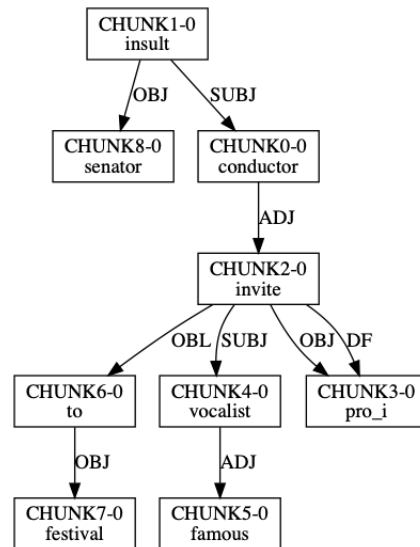 CHUNK1-0
insult
OBJ
SUBJ
CHUNK8-0
senator
CHUNK0-0
conductor
ADJ
CHUNK2-0
invite
OBL
SUBJ
OBJ
DF
CHUNK6-0
to
CHUNK4-0
vocalist
CHUNK3-0
pro_i
OBJ
ADJ
CHUNK7-0
festival
CHUNK5-0
famous